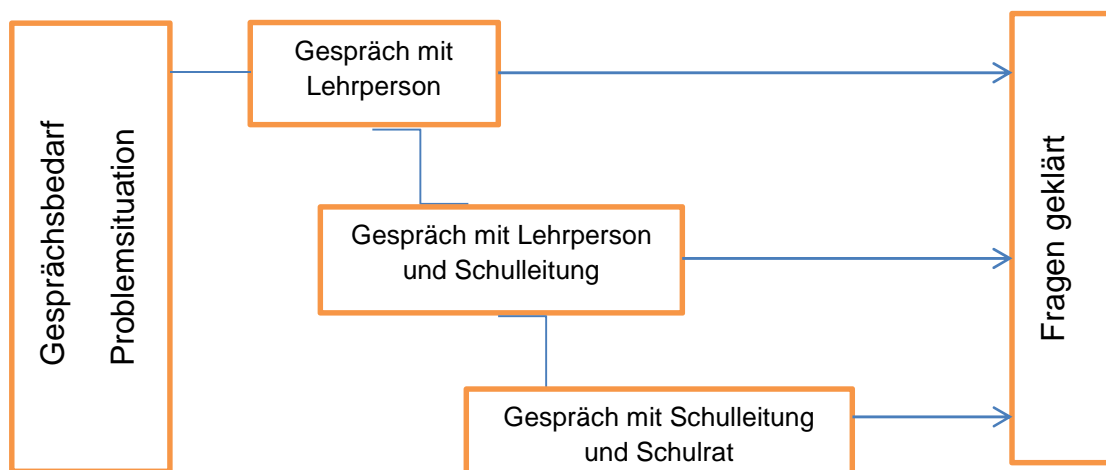 Gesprächsbedarf
Problemsituation
Gespräch mit
Lehrperson
Gespräch mit Lehrperson
und Schulleitung
Gespräch mit Schulleitung
und Schulrat
Fragen geklärt